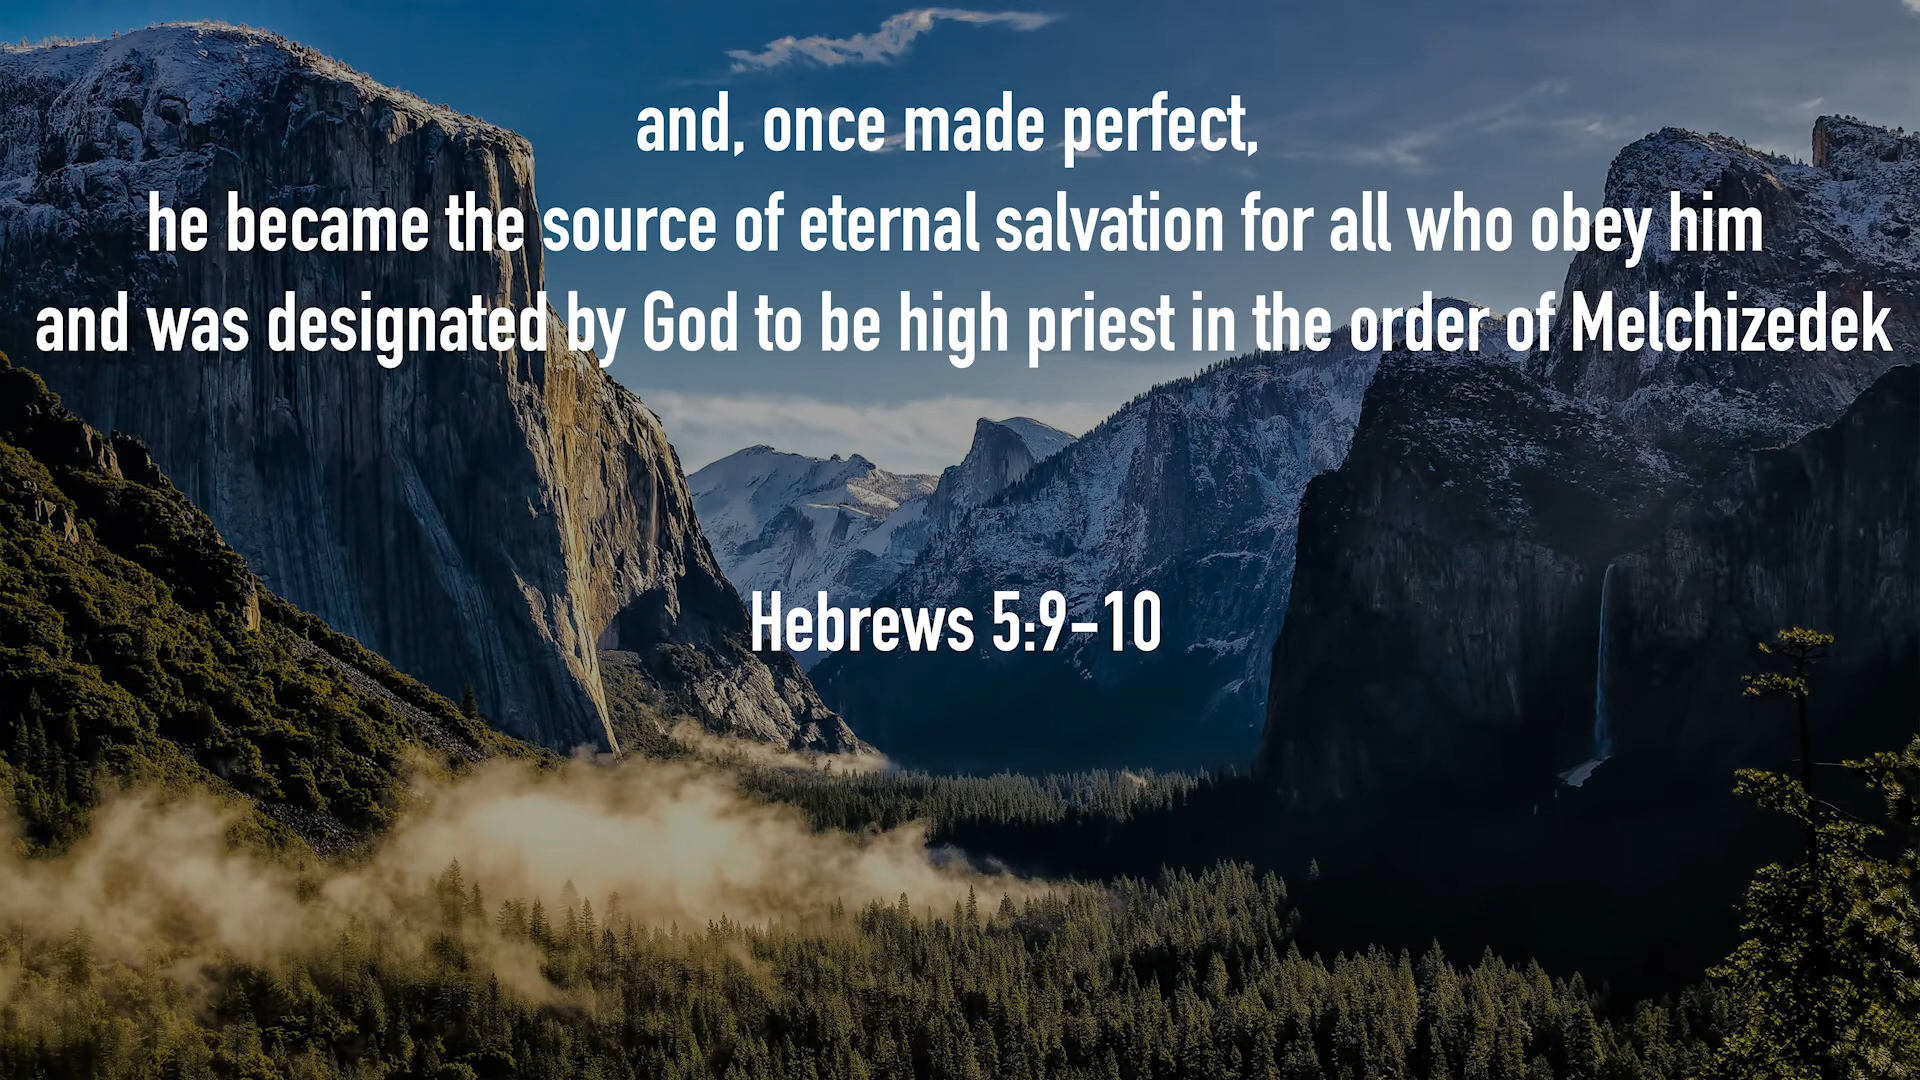 and, once made perfect,
he became the source of eternal salvation for all who obey him
and was designated by God to be high priest in the order of Melchizedek
Hebrews 5:9-10